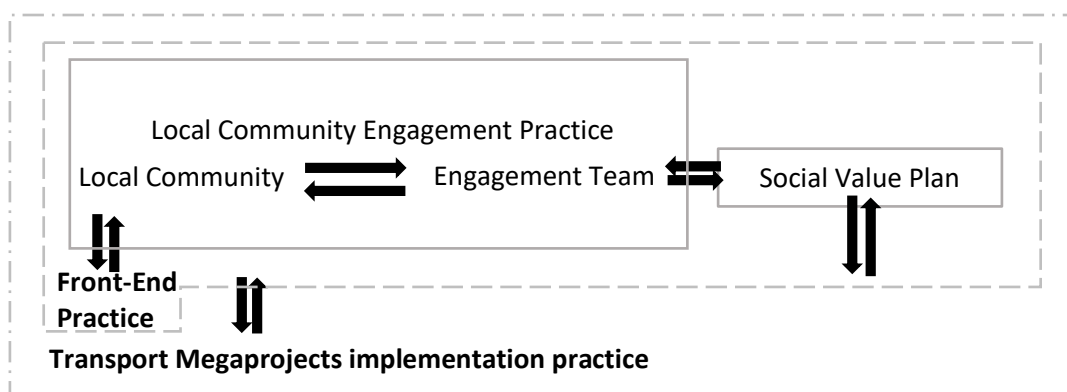 Local Community Engagement Practice
Local Community
Engagement Team
Social Value Plan
Front-End
Practice
Transport Megaprojects implementation practice